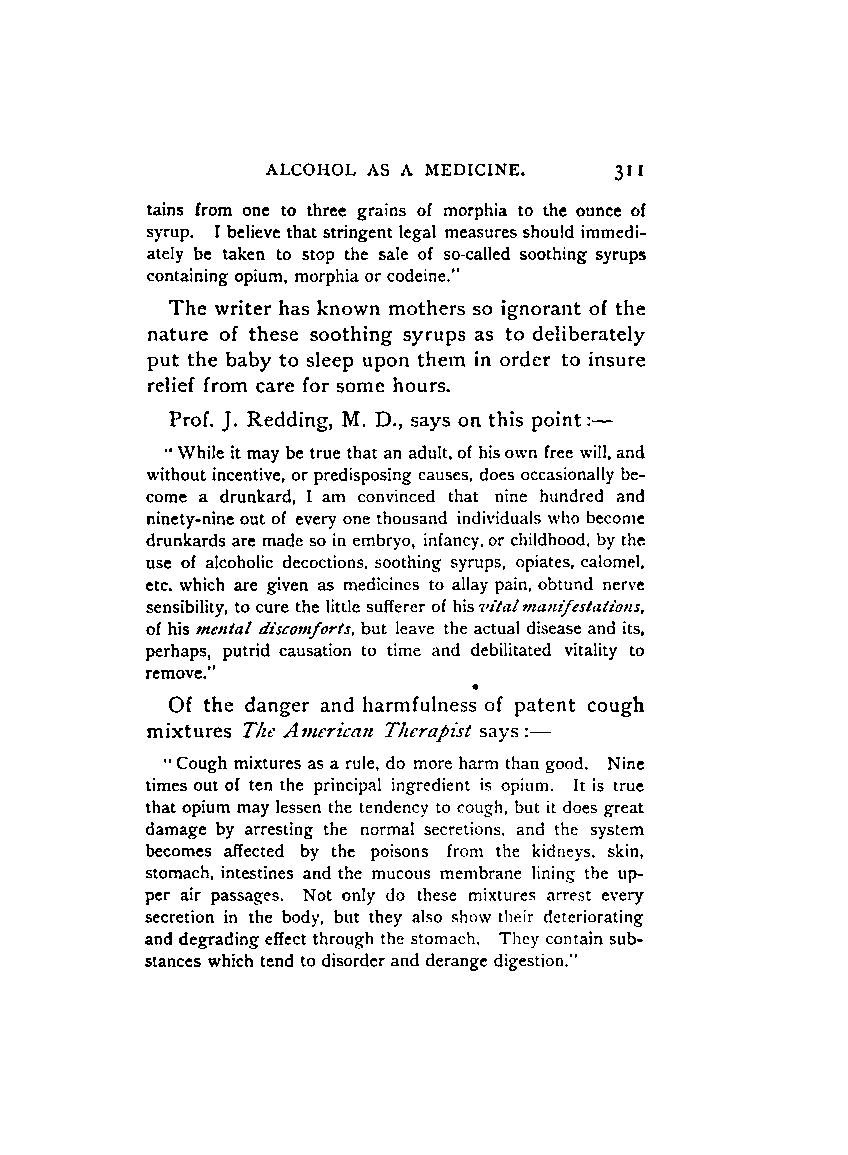 ALCOHOL AS A MEDICINE. 311
tains from one to three grains of morphia to the ounce of
syrup. I believe that stringent legal measures should immedi-
ately be taken to stop the sale of so-called soothing syrups
containing opium, morphia or codeine."
The writer has known mothers so ignorant of the
nature of these soothing syrups as to deliberately
put the baby to sleep upon them in order to insure
relief from care for some hours.
Prof. J. Redding, M. D., says on this point:—
"While it may be true that an adult, of his own free will, and
without incentive, or predisposing causes, does occasionally be-
come a drunkard, I am convinced that nine hundred and
ninety-nine out of every one thousand individuals who become
drunkards are made so in embryo, infancy, or childhood, by the
use of alcoholic decoctions, soothing syrups, opiates, calomel,
etc. which are given as medicines to allay pain, obtund nerve
sensibility, to cure the little sufferer of his vital manifestations,
of his mental discomforts, but leave the actual disease and its,
perhaps, putrid causation to time and debilitated vitality to
remove."
Of the danger and harmfulness of patent cough
mixtures The American Therapist says:—
"Cough mixtures as a rule, do more harm than good. Nine
times out of ten the principal ingredient is opium. It is true
that opium may lessen the tendency to cough, but it does great
damage by arresting the normal secretions, and the system
becomes affected by the poisons from the kidneys, skin,
stomach, intestines and the mucous membrane lining the up-
per air passages. Not only do these mixtures arrest every
secretion in the body, but they also show their deteriorating
and degrading effect through the stomach. They contain sub-
stances which tend to disorder and derange digestion."